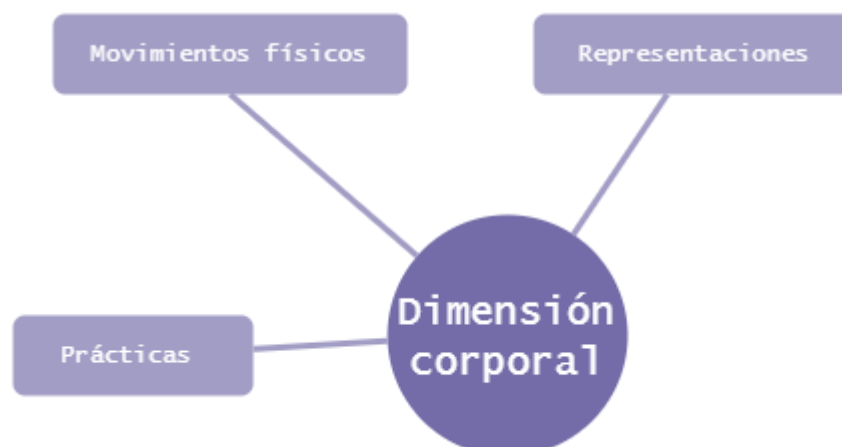 Movimientos físicos
Representaciones
Dimensión
corporal
Prácticas